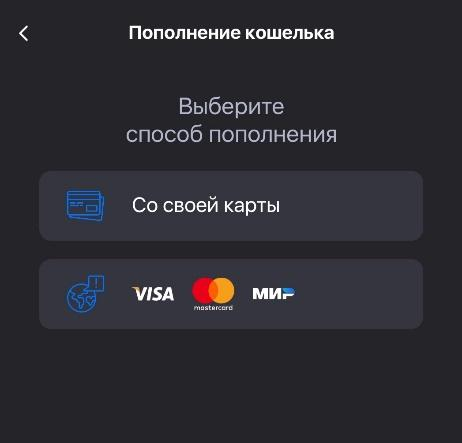 Пополнение кошелька
Выберите
способ пополнения
Со своей карты
VISA mastercard МИР